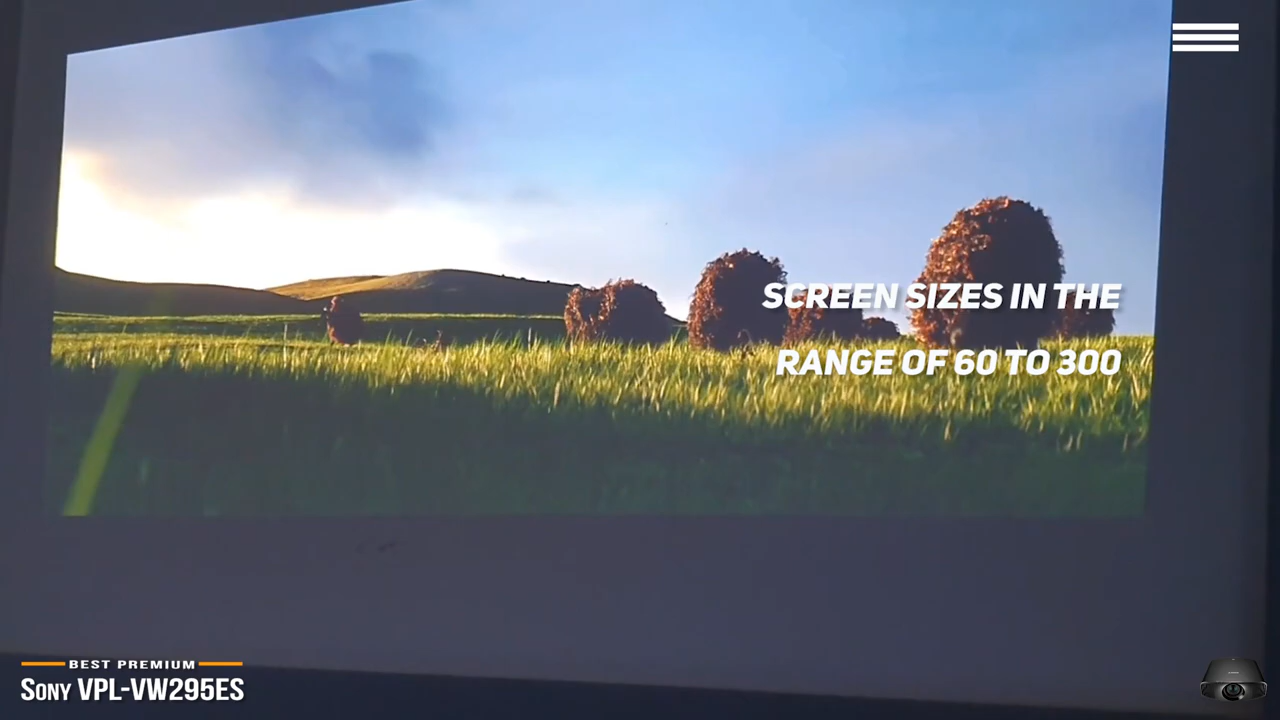 SCREEN SIZES IN THE
RANGE OF 60 TO 300
BEST PREMIUM
SONY VPL-VW295ES